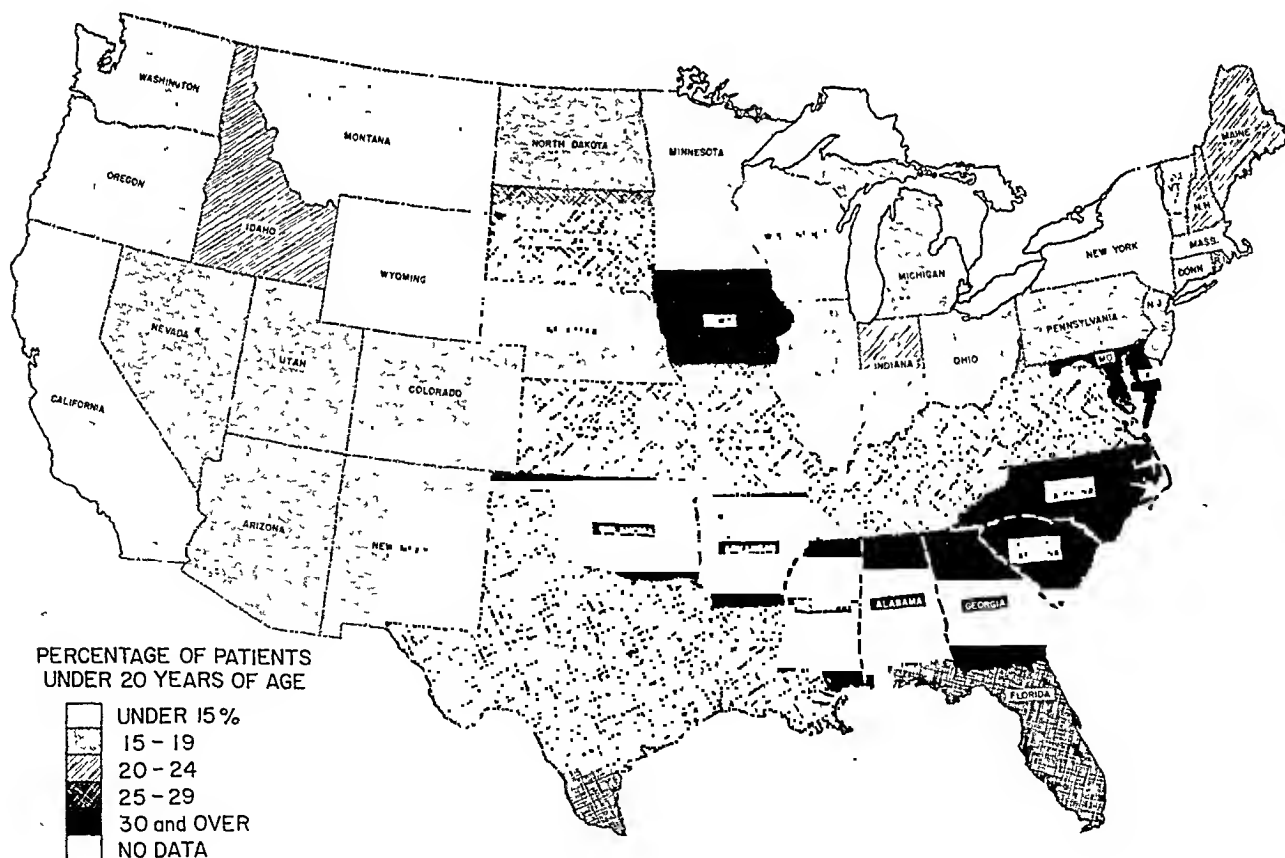 WASHINGTON
OREGON
CALIFORNIA
IDAHO
MONTANA
WYOMING
NEVADA
UTAH
COLORADO
ARIZONA
NORTH DAKOTA
MINNESOTA
MICHIGAN
INDIANA
OHIO
PENNSYLVANIA
NEW YORK
MAINE
N.H.
MASS.
CONN
N.J.
MD
ALABAMA
GEORGIA
FLORIDA
NEW
PERCENTAGE OF PATIENTS
UNDER 20 YEARS OF AGE
UNDER 15%
15-19
20-24
25-29
30 and OVER
NO DATA